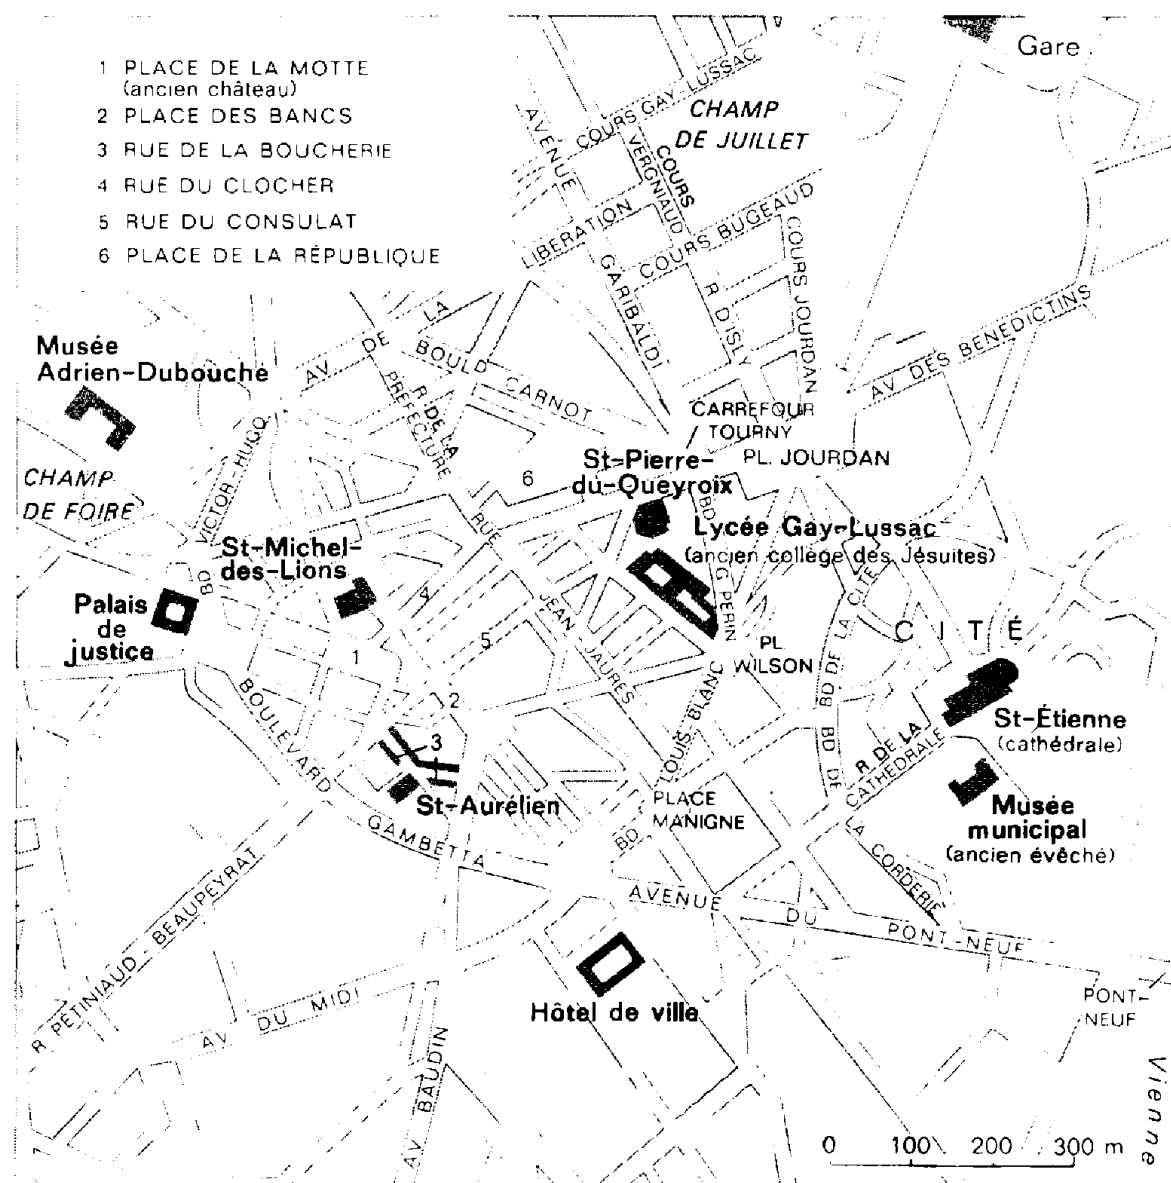 Gare
1 PLACE DE LA MOTTE
(ancien château)
2 PLACE DES BANCS
3 RUE DE LA BOUCHERIE
4 RUE DU CLOCHER
5 RUE DU CONSULAT
6 PLACE DE LA RÉPUBLIQUE
COURS GAY-LUSSAC
CHAMP
DE JUILLET
AVENUE
GARIBALDI
COURS
VERGNIAUD
LIBERATION
COURS BUGEAUD
COURS JOURDAN
R D'ISLY
AV DE LA
BOULD CARNOT
R DE LA
PRÉFECTURE
AV DES BENEDICTINS
Musée
Adrien-Dubouché
CARREFOUR
TOURNY
PL. JOURDAN
BD VICTOR-HUGO
CHAMP
DE FOIRE
6
St-Pierre-
du-Queyroix
BD G PERIN
Lycée Gay-Lussac
(ancien collège des Jésuites)
RUE JEAN JAURÈS
St-Michel-
des-Lions
4
Palais
de
justice
5
1
2
3
PL
WILSON
BD DE LA CITÉ
CITÉ
St-Étienne
(cathédrale)
R DE LA
CATHÉDRALE
BD LOUIS BLANC
BOULEVARD
GAMBETTA
St-Aurélien
PLACE
MANIGNE
BD DE
LA CORDERIE
Musée
municipal
(ancien évêché)
R PÉTINIAUD-BEAUPEYRAT
AVENUE DU PONT-NEUF
Hôtel de ville
AV DU MIDI
AV BAUDIN
PONT-
NEUF
Vienne
0 100 200 300 m